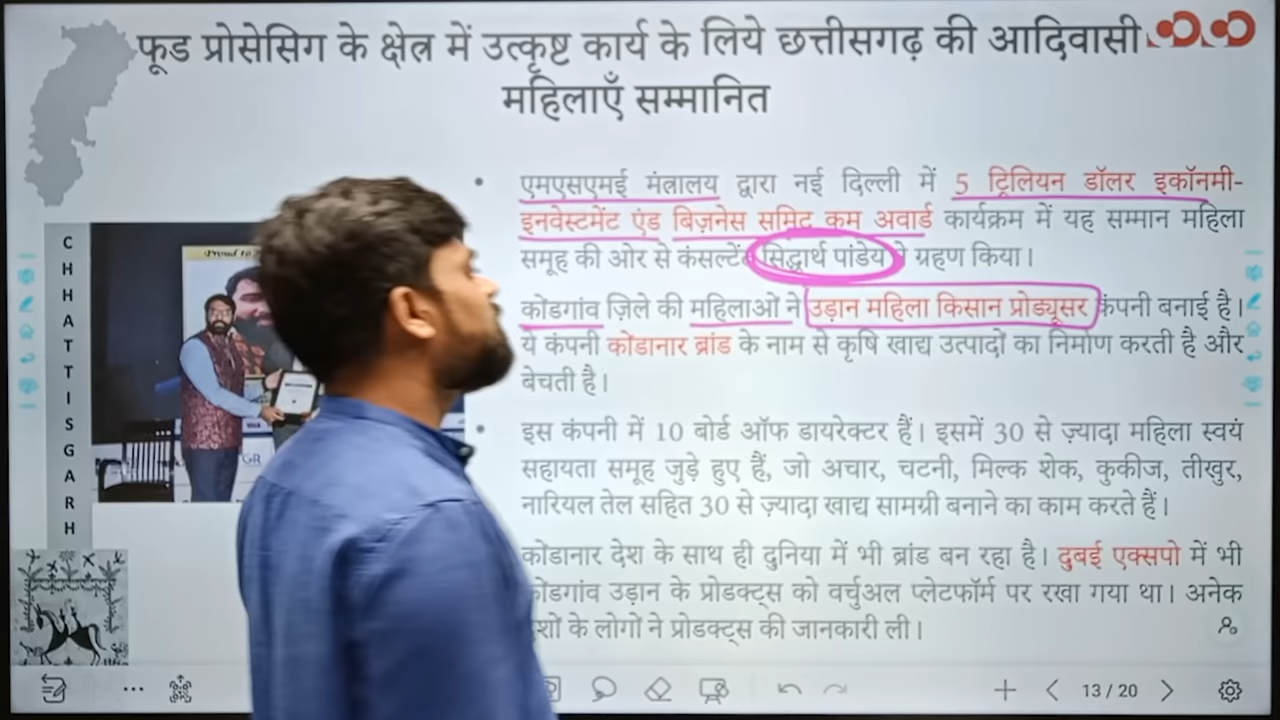 फूड प्रोसेसिग के क्षेत्र में उत्कृष्ट कार्य के लिये छत्तीसगढ़ की आदिवासी
महिलाएँ सम्मानित
• एमएसएमई मंत्रालय द्वारा नई दिल्ली में 5 ट्रिलियन डॉलर इकॉनमी-
इनवेस्टमेंट एंड बिज़नेस समिट कम अवार्ड कार्यक्रम में यह सम्मान महिला
समूह की ओर से सिद्धार्थ पांडेय ग्रहण किया।
कोंडगांव ज़िले की महिलाओं ने उड़ान महिला किसान प्रोड्यूसर कंपनी बनाई है।
ये कंपनी कोंडानार ब्रांड के नाम से कृषि खाद्य उत्पादों का निर्माण करती है और
बेचती है।
• इस कंपनी में 10 बोर्ड ऑफ डायरेक्टर हैं। इसमें 30 से ज़्यादा महिला स्वयं
सहायता समूह जुड़े हुए हैं, जो अचार, चटनी, मिल्क शेक, कुकीज, तीखुर,
नारियल तेल सहित 30 से ज़्यादा खाद्य सामग्री बनाने का काम करते हैं।
कोंडानार देश के साथ ही दुनिया में भी ब्रांड बन रहा है। दुबई एक्सपो में भी
कोंडगांव उड़ान के प्रोडक्ट्स को वर्चुअल प्लेटफॉर्म पर रखा गया था। अनेक
के लोगों ने प्रोडक्ट्स की जानकारी ली।
CHHATTISGARH
Proud to
13 / 20